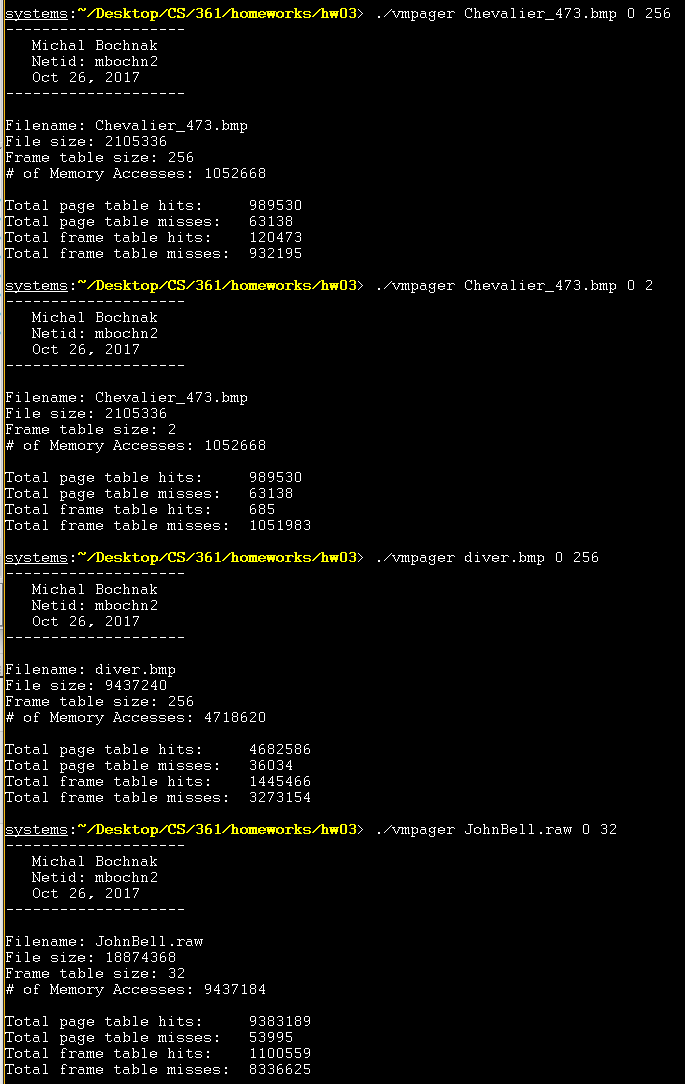 systems:~/Desktop/CS/361/homeworks/hw03> ./vmpager Chevalier_473.bmp 0 256
--------------------
   Michal Bochnak
   Netid: mbochn2
   Oct 26, 2017
--------------------
Filename: Chevalier_473.bmp
File size: 2105336
Frame table size: 256
# of Memory Accesses: 1052668
Total page table hits:     989530
Total page table misses:   63138
Total frame table hits:    120473
Total frame table misses:  932195
systems:~/Desktop/CS/361/homeworks/hw03> ./vmpager Chevalier_473.bmp 0 2
--------------------
   Michal Bochnak
   Netid: mbochn2
   Oct 26, 2017
--------------------
Filename: Chevalier_473.bmp
File size: 2105336
Frame table size: 2
# of Memory Accesses: 1052668
Total page table hits:     989530
Total page table misses:   63138
Total frame table hits:    685
Total frame table misses:  1051983
systems:~/Desktop/CS/361/homeworks/hw03> ./vmpager diver.bmp 0 256
--------------------
   Michal Bochnak
   Netid: mbochn2
   Oct 26, 2017
--------------------
Filename: diver.bmp
File size: 9437240
Frame table size: 256
# of Memory Accesses: 4718620
Total page table hits:     4682586
Total page table misses:   36034
Total frame table hits:    1445466
Total frame table misses:  3273154
systems:~/Desktop/CS/361/homeworks/hw03> ./vmpager JohnBell.raw 0 32
--------------------
   Michal Bochnak
   Netid: mbochn2
   Oct 26, 2017
--------------------
Filename: JohnBell.raw
File size: 18874368
Frame table size: 32
# of Memory Accesses: 9437184
Total page table hits:     9383189
Total page table misses:   53995
Total frame table hits:    1100559
Total frame table misses:  8336625